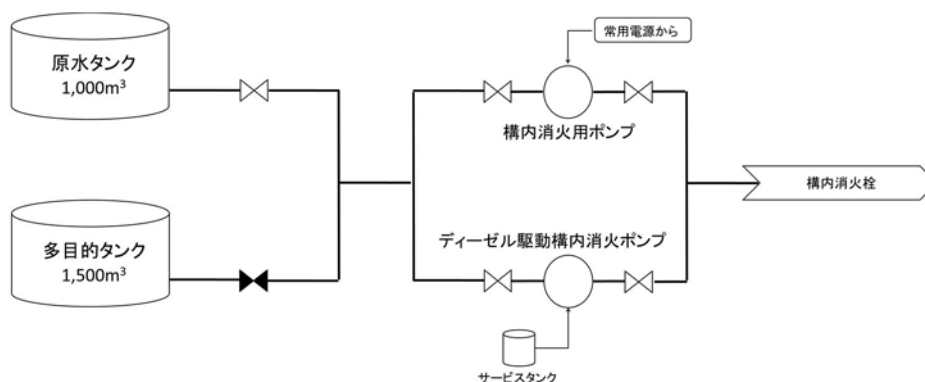 原水タンク
1,000m³
常用電源から
構内消火用ポンプ
構内消火栓
多目的タンク
1,500m³
ディーゼル駆動構内消火ポンプ
サービスタンク